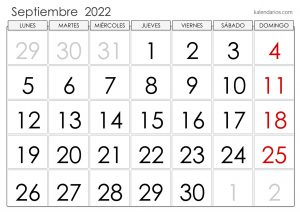 Septiembre 2022
kalendarios.com
LUNES MARTES MIÉRCOLES JUEVES VIERNES SÁBADO DOMINGO
29 30 31 1 2 3 4
5 6 7 8 9 10 11
12 13 14 15 16 17 18
19 20 21 22 23 24 25
26 27 28 29 30 1 2